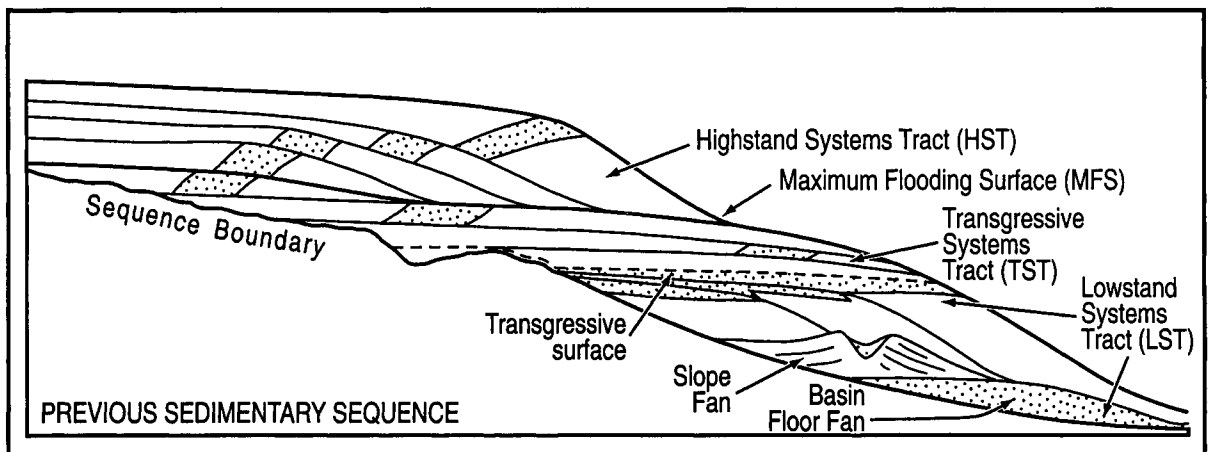 Highstand Systems Tract (HST)
Maximum Flooding Surface (MFS)
Sequence Boundary
Transgressive
Systems
Tract (TST)
Lowstand
Systems
Tract (LST)
Transgressive
surface
Slope
Fan
Basin
Floor Fan
PREVIOUS SEDIMENTARY SEQUENCE